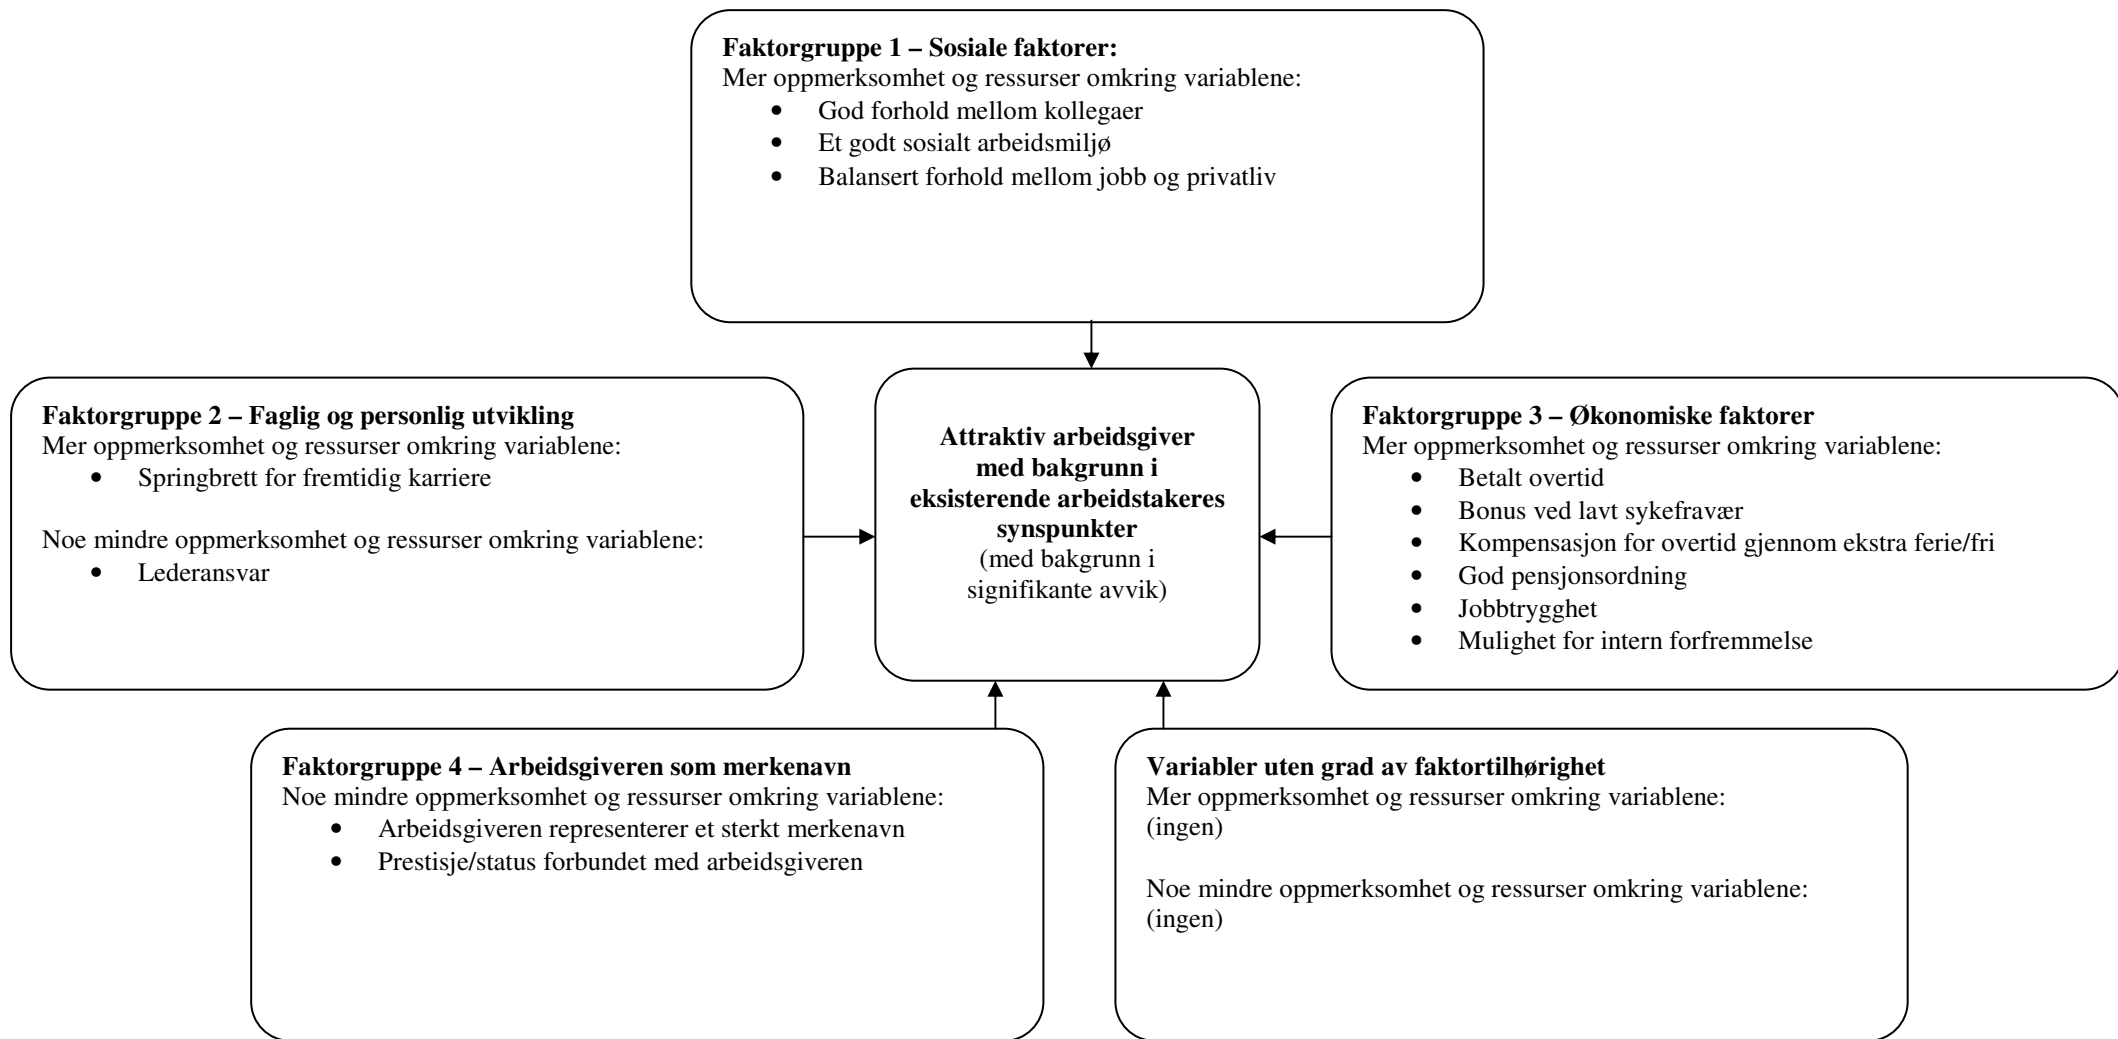 Faktorgruppe 1 – Sosiale faktorer:
Mer oppmerksomhet og ressurser omkring variablene:
• God forhold mellom kollegaer
• Et godt sosialt arbeidsmiljø
• Balansert forhold mellom jobb og privatliv
Faktorgruppe 2 – Faglig og personlig utvikling
Mer oppmerksomhet og ressurser omkring variablene:
• Springbrett for fremtidig karriere
Noe mindre oppmerksomhet og ressurser omkring variablene:
• Lederansvar
Attraktiv arbeidsgiver
med bakgrunn i
eksisterende arbeidstakeres
synspunkter
(med bakgrunn i
signifikante avvik)
Faktorgruppe 3 – Økonomiske faktorer
Mer oppmerksomhet og ressurser omkring variablene:
• Betalt overtid
• Bonus ved lavt sykefravær
• Kompensasjon for overtid gjennom ekstra ferie/fri
• God pensjonsordning
• Jobbtrygghet
• Mulighet for intern forfremmelse
Faktorgruppe 4 – Arbeidsgiveren som merkenavn
Noe mindre oppmerksomhet og ressurser omkring variablene:
• Arbeidsgiveren representerer et sterkt merkenavn
• Prestisje/status forbundet med arbeidsgiveren
Variabler uten grad av faktortilhørighet
Mer oppmerksomhet og ressurser omkring variablene:
(ingen)
Noe mindre oppmerksomhet og ressurser omkring variablene:
(ingen)